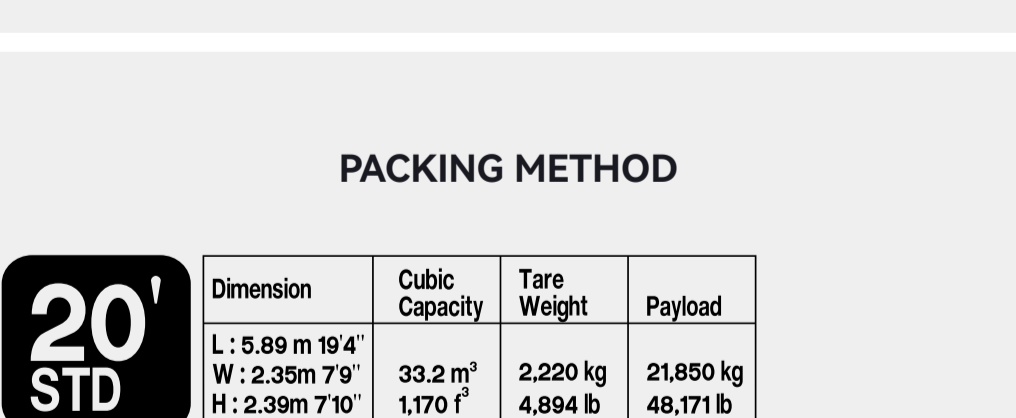 PACKING METHOD
20'
STD
Dimension
Cubic
Capacity
Tare
Weight
Payload
L : 5.89 m 19'4''
W : 2.35m 7'9''
H : 2.39m 7'10''
33.2 m³
1,170 f³
2,220 kg
4,894 lb
21,850 kg
48,171 lb